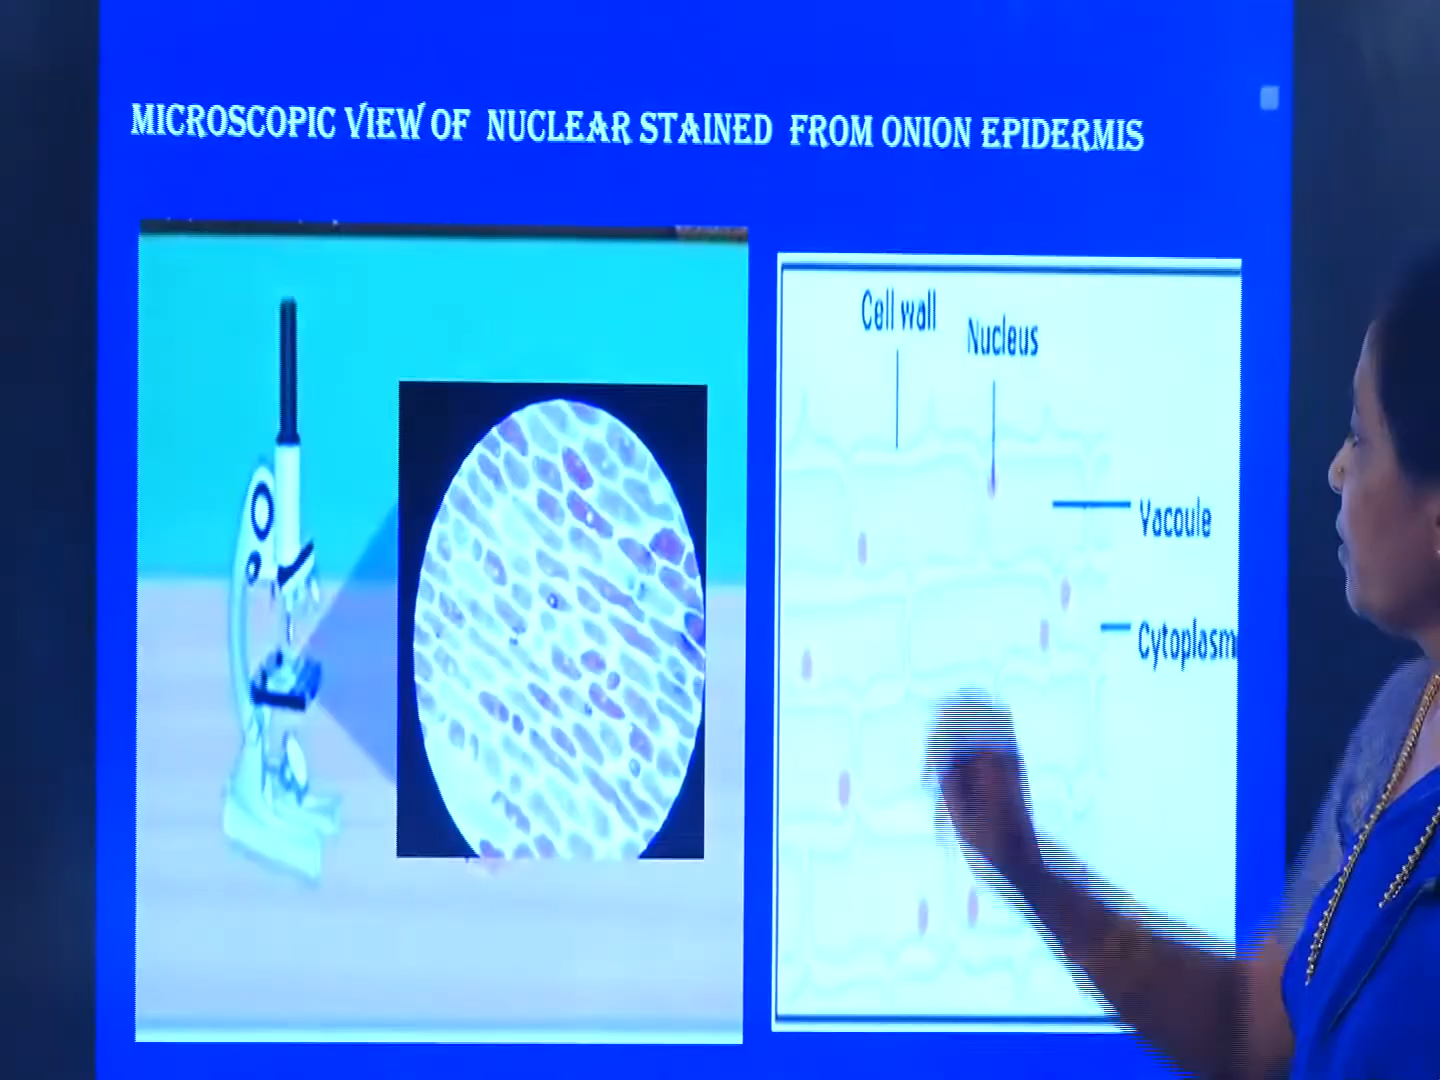 MICROSCOPIC VIEW OF NUCLEAR STAINED FROM ONION EPIDERMIS
Cell wall
Nucleus
Vacoule
Cytoplasm